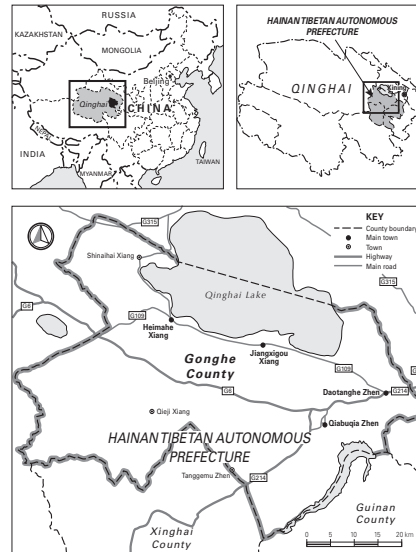 RUSSIA
KAZAKHSTAN
MONGOLIA
Beijing
Qinghai
CHINA
NEPAL
INDIA
MYANMAR
TAIWAN
HAINAN TIBETAN AUTONOMOUS
PREFECTURE
Xining
QINGHAI
G315
KEY
County boundary
Main town
Town
Highway
Main road
Shinaihai Xiang
G315
Qinghai Lake
G6
G109
Heimahe
Xiang
Gonghe
County
Jiangxigou
Xiang
G109
G6
Daotanghe Zhen
G214
Qieji Xiang
Qiabuqia Zhen
HAINAN TIBETAN AUTONOMOUS
PREFECTURE
Tanggemu Zhen
G214
Guinan
County
Xinghai
County
0 5 10 15 20 km